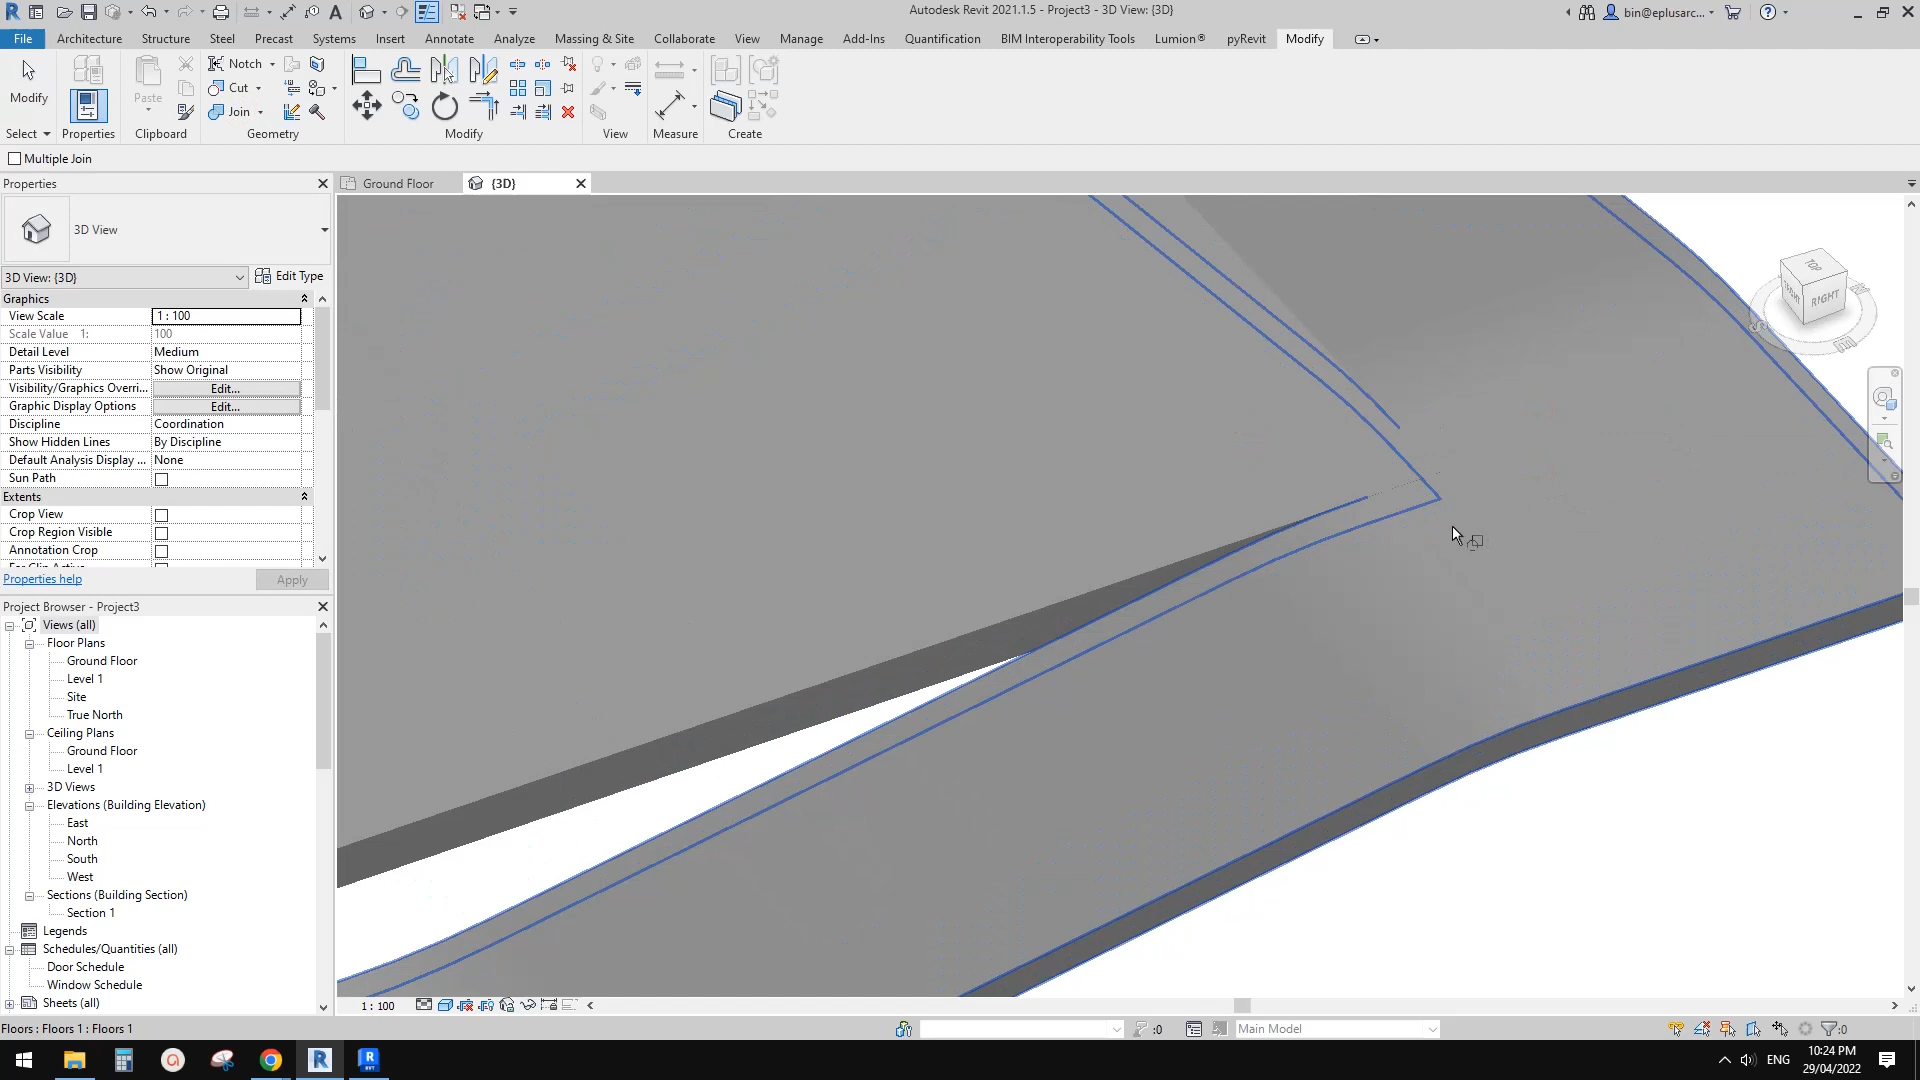 Autodesk Revit 2021.1.5 - Project3 - 3D View: {3D}
bin@eplusarc...
File Architecture Structure Steel Precast Systems Insert Annotate Analyze Massing & Site Collaborate View Manage Add-Ins Quantification BIM Interoperability Tools Lumion® pyRevit Modify
Modify
Paste
Notch
Cut
Join
Select Properties Clipboard Geometry Modify View Measure Create
Multiple Join
Properties
Ground Floor
{3D}
3D View
3D View: {3D}
Edit Type
Graphics
View Scale 1 : 100
Scale Value 1: 100
Detail Level Medium
Parts Visibility Show Original
Visibility/Graphics Overri... Edit...
Graphic Display Options Edit...
Discipline Coordination
Show Hidden Lines By Discipline
Default Analysis Display ... None
Sun Path
Extents
Crop View
Crop Region Visible
Annotation Crop
Properties help
Apply
TOP
RIGHT
Project Browser - Project3
Views (all)
Floor Plans
Ground Floor
Level 1
Site
True North
Ceiling Plans
Ground Floor
Level 1
3D Views
Elevations (Building Elevation)
East
North
South
West
Sections (Building Section)
Section 1
Legends
Schedules/Quantities (all)
Door Schedule
Window Schedule
Sheets (all)
1 : 100
Floors : Floors 1 : Floors 1
:0
Main Model
:0
ENG
10:24 PM
29/04/2022